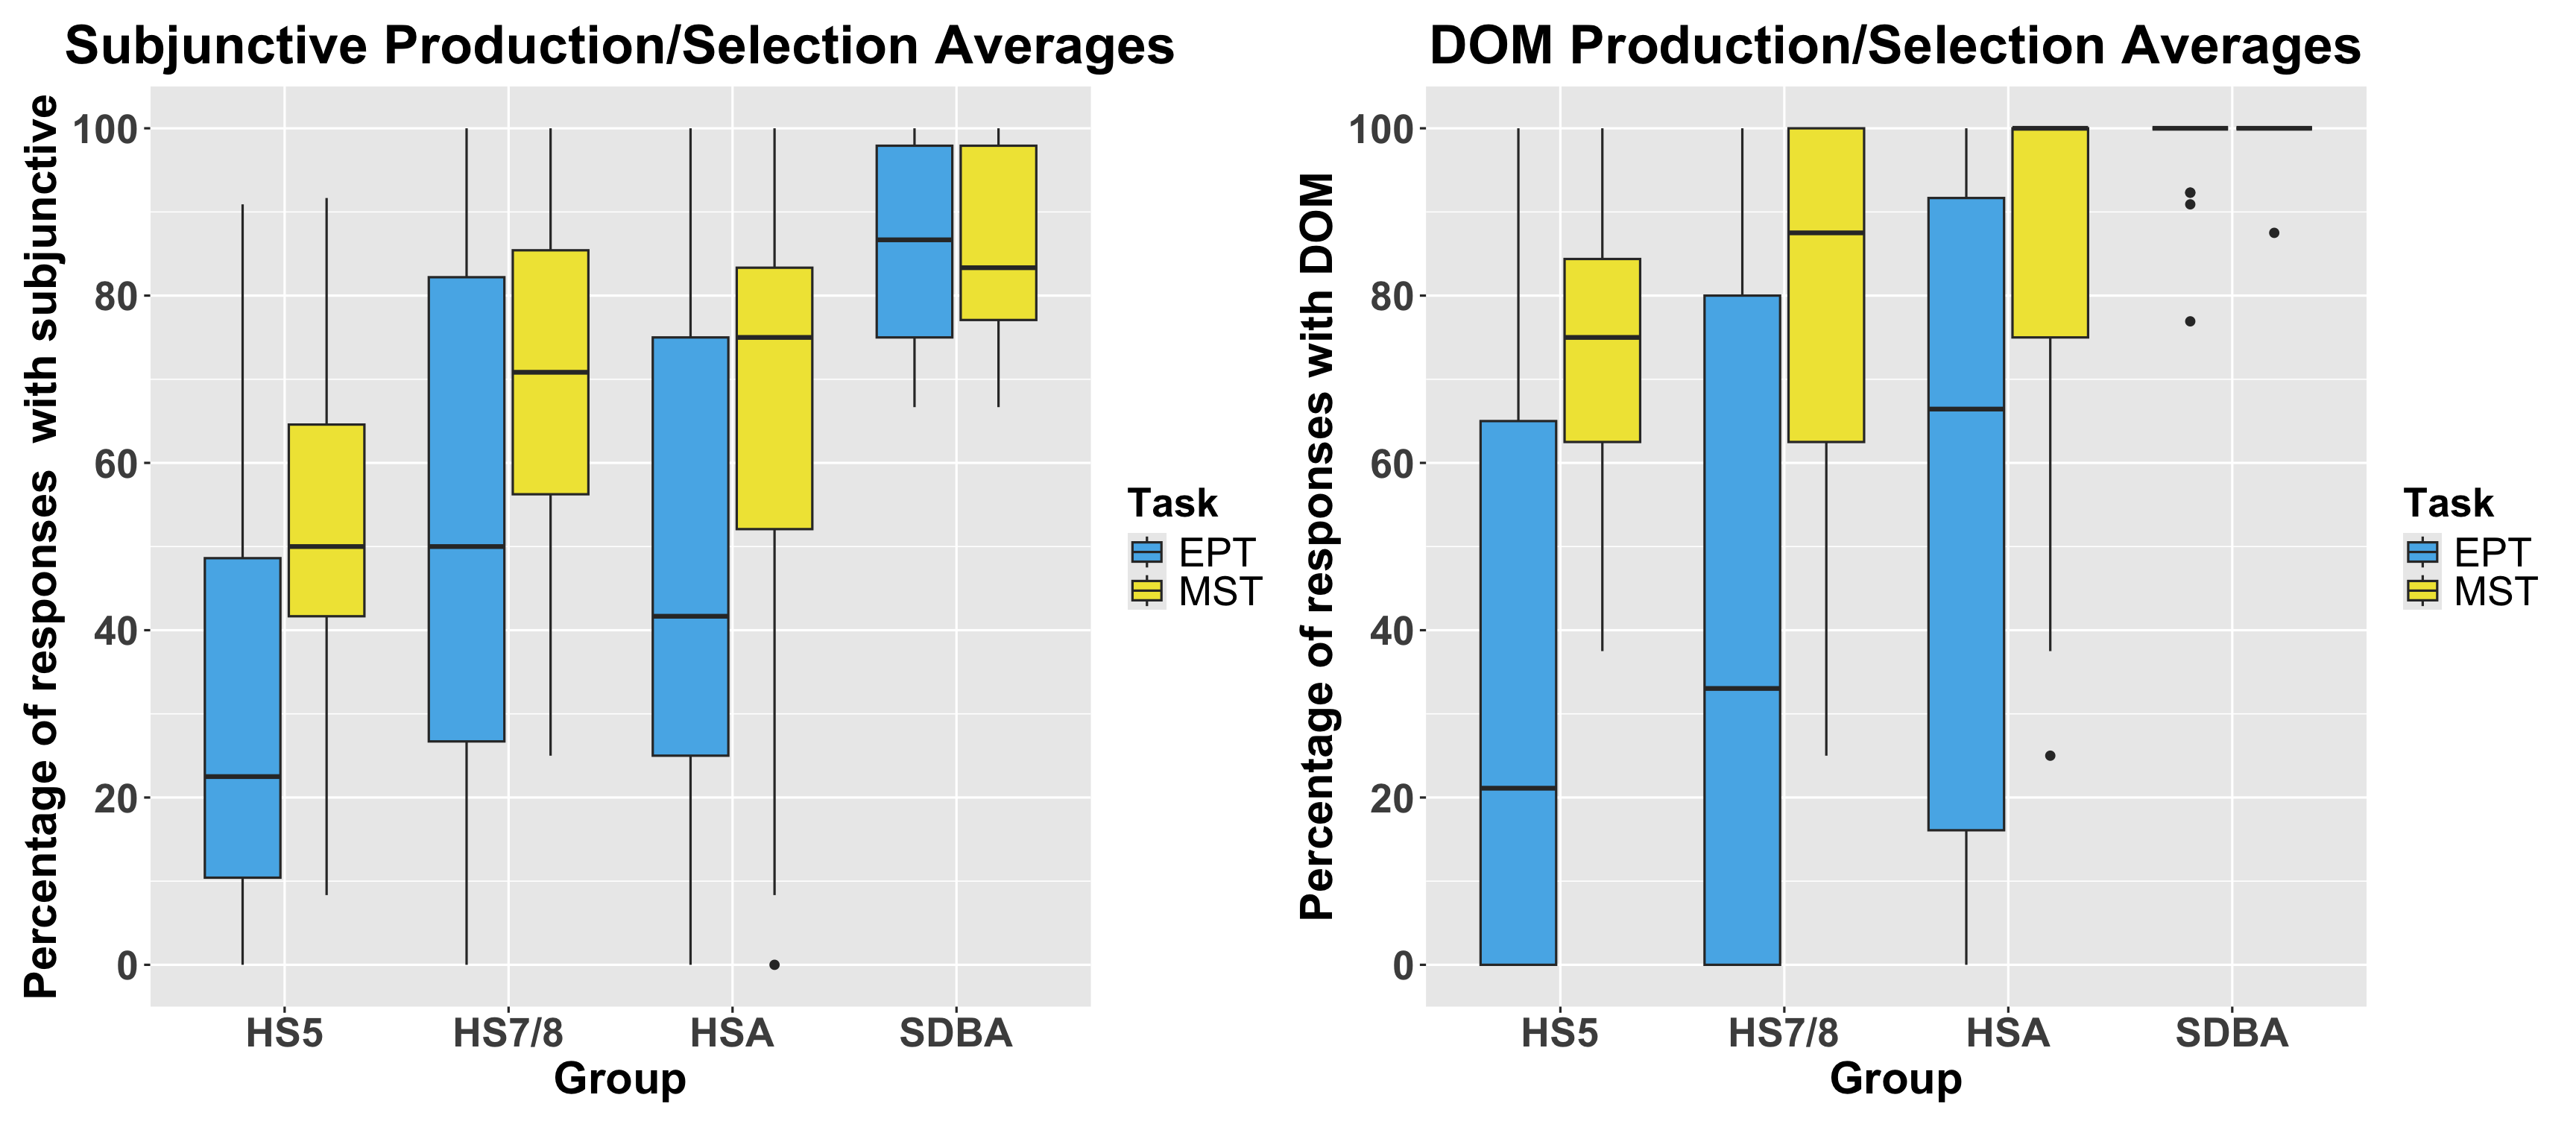 Subjunctive Production/Selection Averages
Percentage of responses  with subjunctive
100
80
60
40
20
0
HS5 HS7/8 HSA SDBA
Group
Task
EPT
MST
DOM Production/Selection Averages
Percentage of responses with DOM
100
80
60
40
20
0
HS5 HS7/8 HSA SDBA
Group
Task
EPT
MST